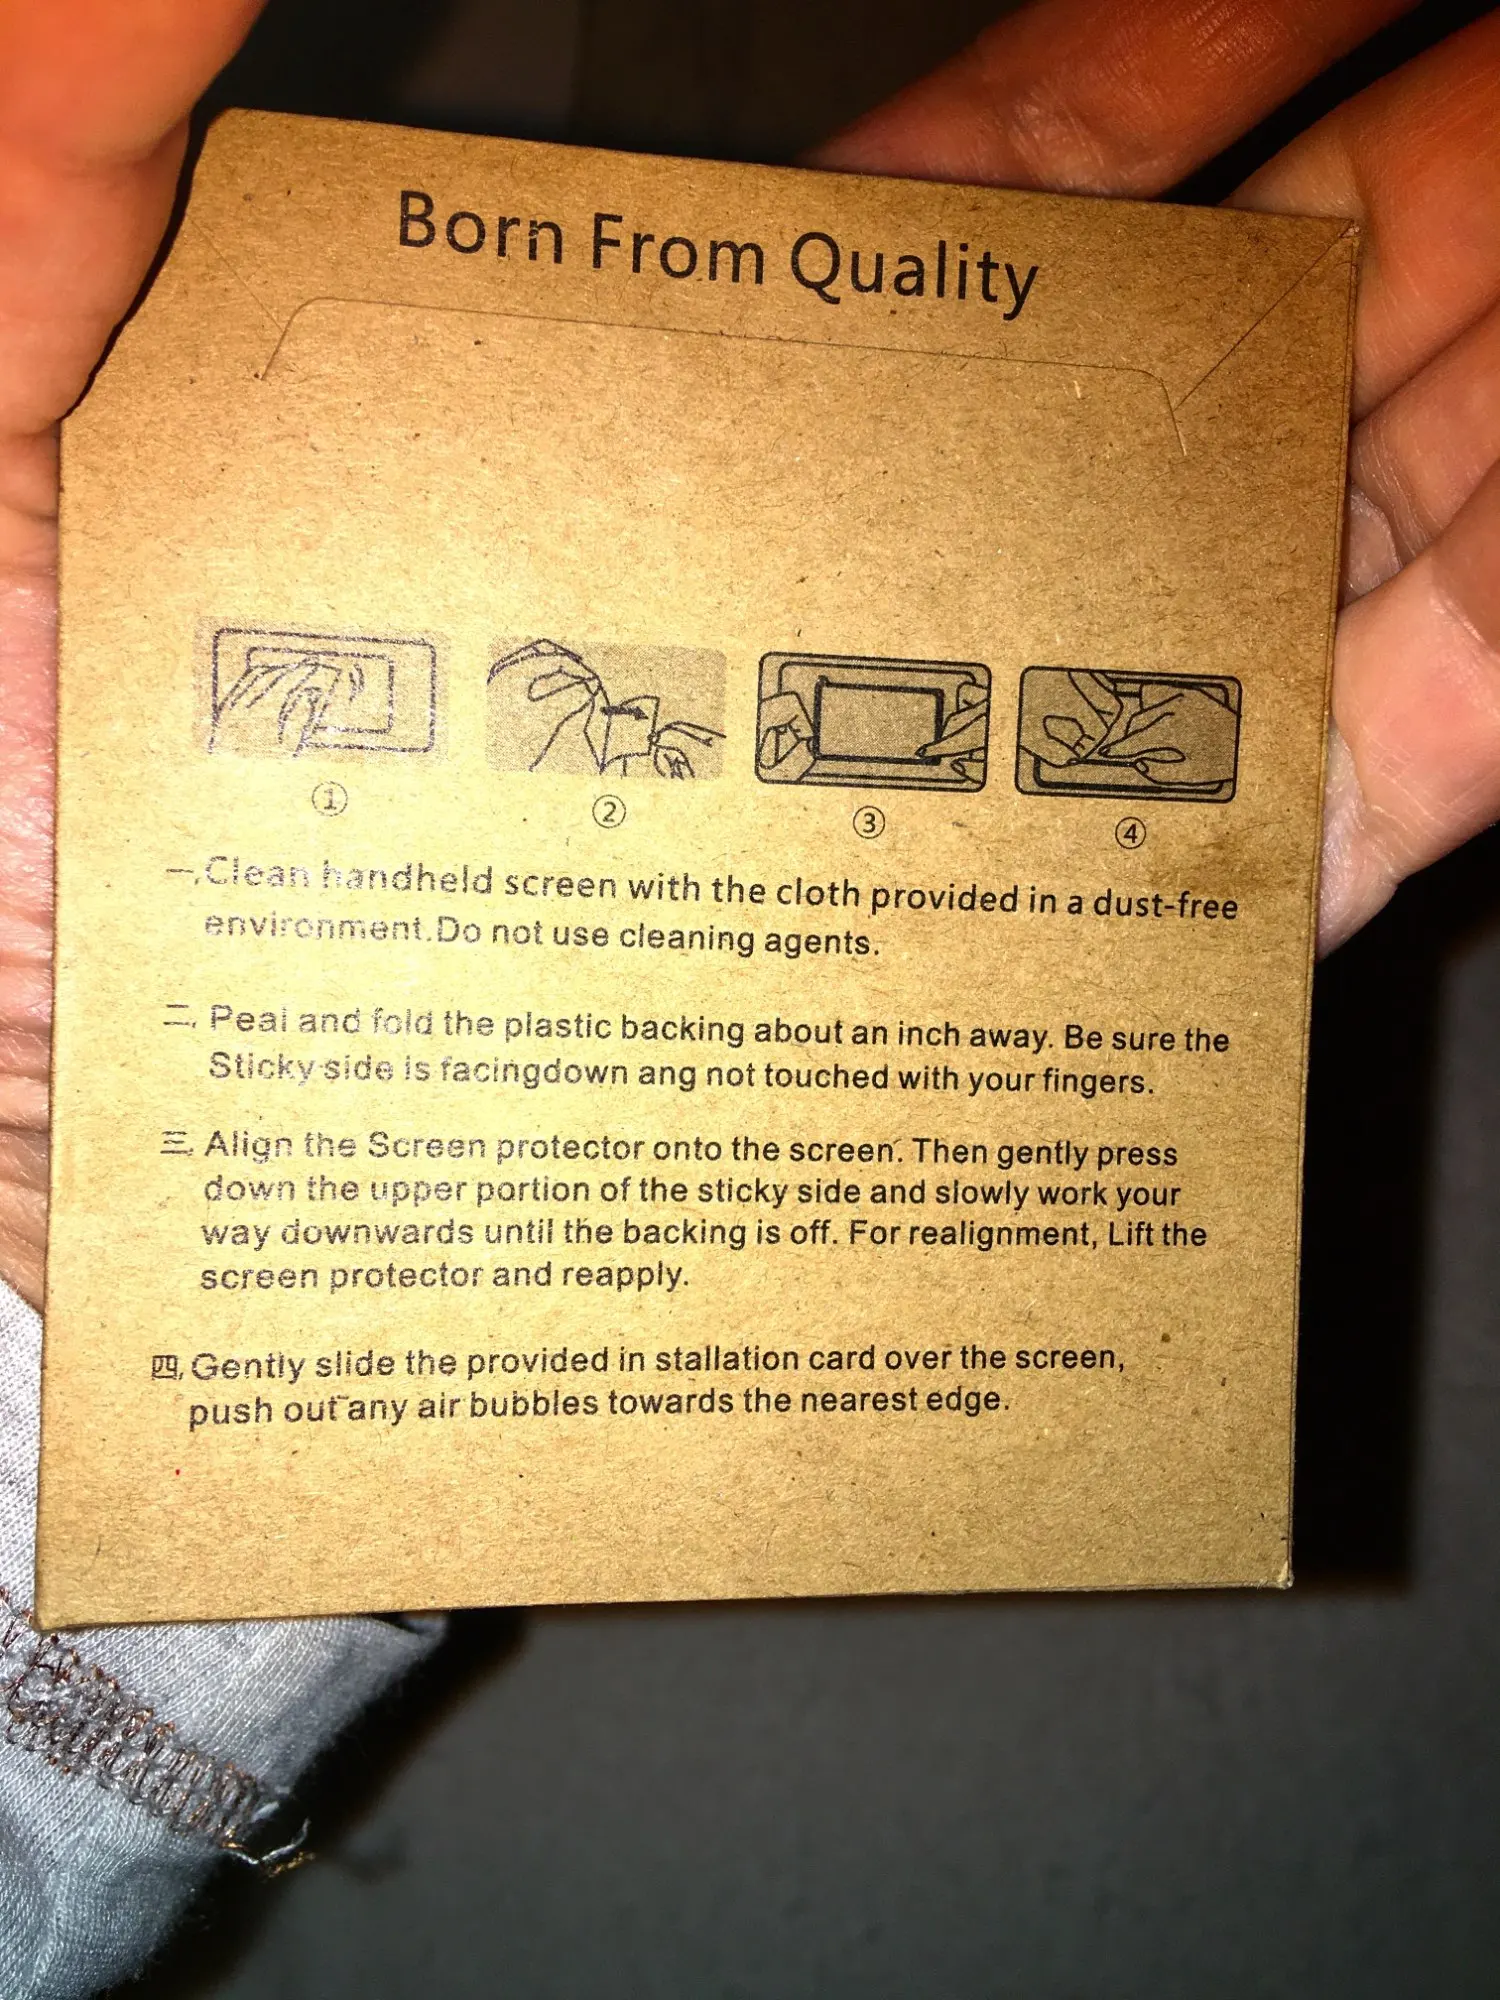 Born From Quality
① ② ③ ④
一,Clean handheld screen with the cloth provided in a dust-free
environment.Do not use cleaning agents.
二, Peal and fold the plastic backing about an inch away. Be sure the
Sticky side is facingdown ang not touched with your fingers.
三, Align the Screen protector onto the screen. Then gently press
down the upper portion of the sticky side and slowly work your
way downwards until the backing is off. For realignment, Lift the
screen protector and reapply.
四, Gently slide the provided in stallation card over the screen,
push out any air bubbles towards the nearest edge.